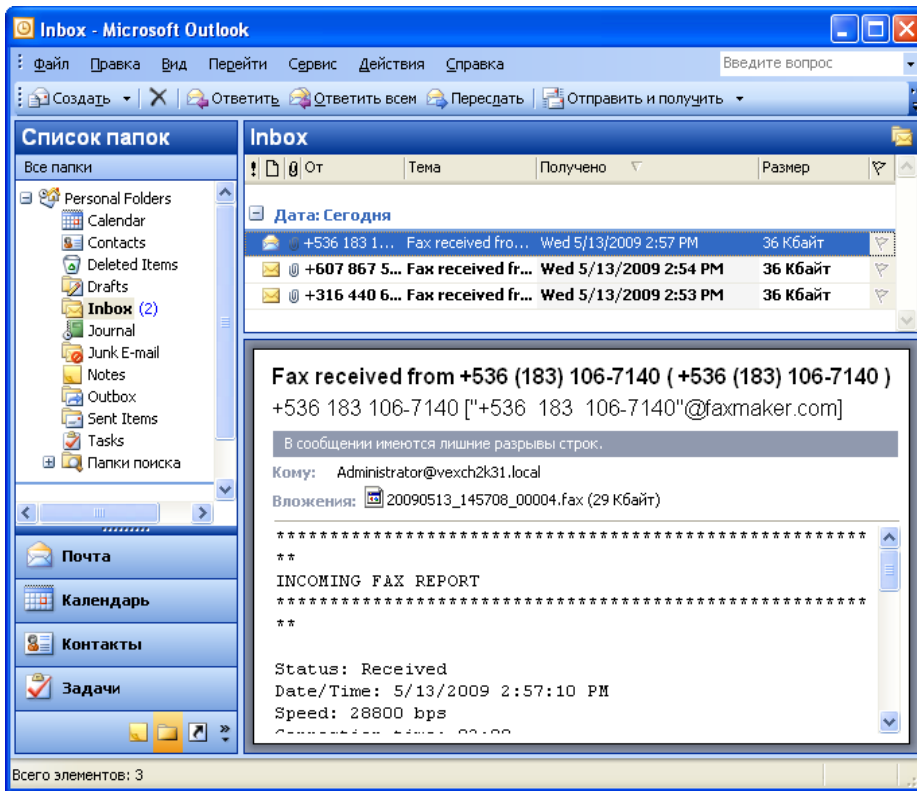 Inbox - Microsoft Outlook
Файл Правка Вид Перейти Сервис Действия Справка Введите вопрос
Создать Ответить Ответить всем Переслать Отправить и получить
Список папок
Все папки
Personal Folders
Calendar
Contacts
Deleted Items
Drafts
Inbox (2)
Journal
Junk E-mail
Notes
Outbox
Sent Items
Tasks
Папки поиска
Почта
Календарь
Контакты
Задачи
Inbox
От Тема Получено Размер
Дата: Сегодня
+536 183 1... Fax received fro... Wed 5/13/2009 2:57 PM 36 Кбайт
+607 867 5... Fax received fr... Wed 5/13/2009 2:54 PM 36 Кбайт
+316 440 6... Fax received fr... Wed 5/13/2009 2:53 PM 36 Кбайт
Fax received from +536 (183) 106-7140 ( +536 (183) 106-7140 )
+536 183 106-7140 ["+536 183 106-7140"@faxmaker.com]
В сообщении имеются лишние разрывы строк.
Кому: Administrator@vexch2k31.local
Вложения: 20090513_145708_00004.fax (29 Кбайт)
*******************************************************
**
INCOMING FAX REPORT
*******************************************************
**
Status: Received
Date/Time: 5/13/2009 2:57:10 PM
Speed: 28800 bps
Всего элементов: 3